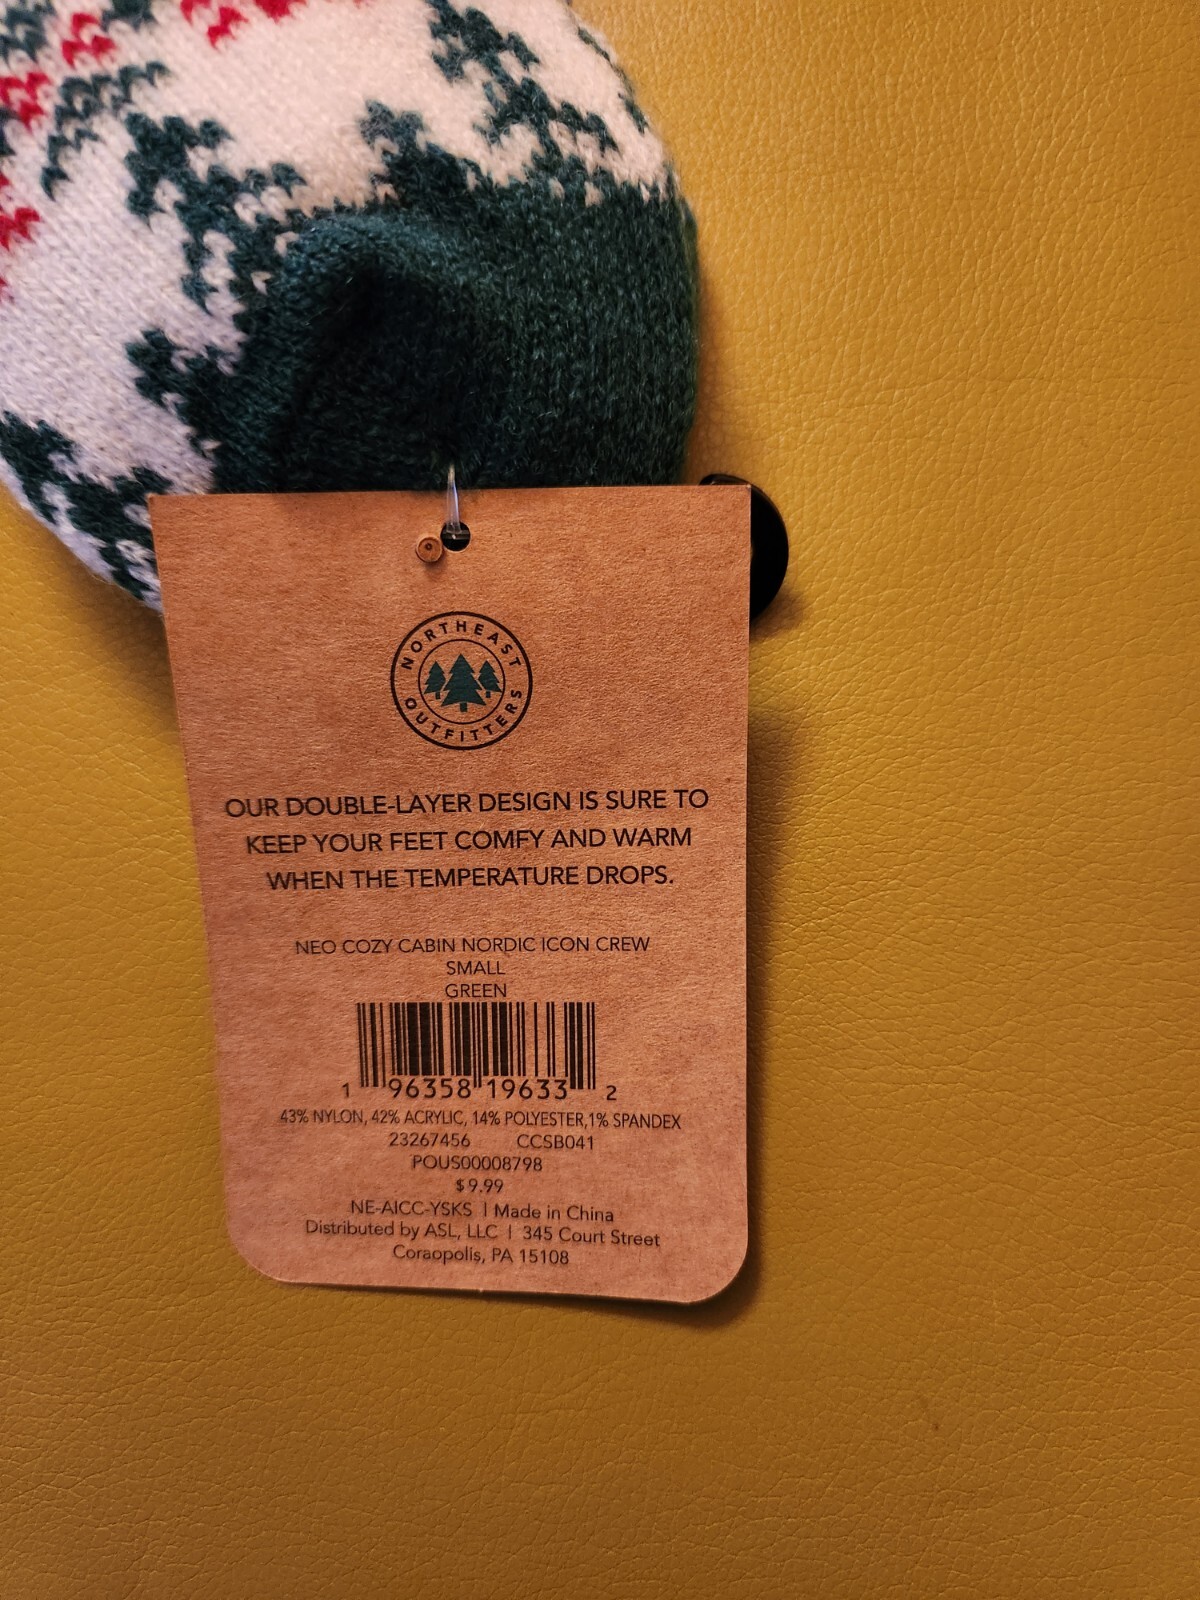 NORTHEAST
OUTFITTERS
OUR DOUBLE-LAYER DESIGN IS SURE TO
KEEP YOUR FEET COMFY AND WARM
WHEN THE TEMPERATURE DROPS.
NEO COZY CABIN NORDIC ICON CREW
SMALL
GREEN
1 96358 19633 2
43% NYLON, 42% ACRYLIC, 14% POLYESTER,1% SPANDEX
23267456 CCSB041
POUS00008798
$9.99
NE-AICC-YSKS | Made in China
Distributed by ASL, LLC | 345 Court Street
Coraopolis, PA 15108